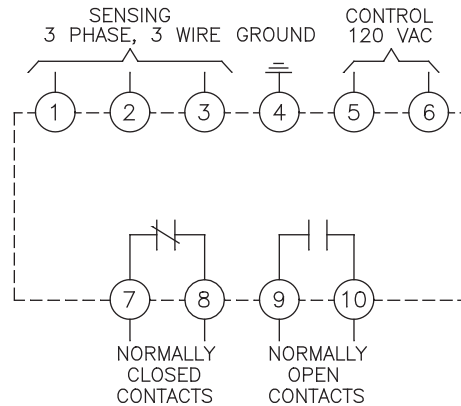 SENSING
3 PHASE, 3 WIRE
GROUND
CONTROL
120 VAC
1 2 3 4 5 6
7 8 9 10
NORMALLY
CLOSED
CONTACTS
NORMALLY
OPEN
CONTACTS